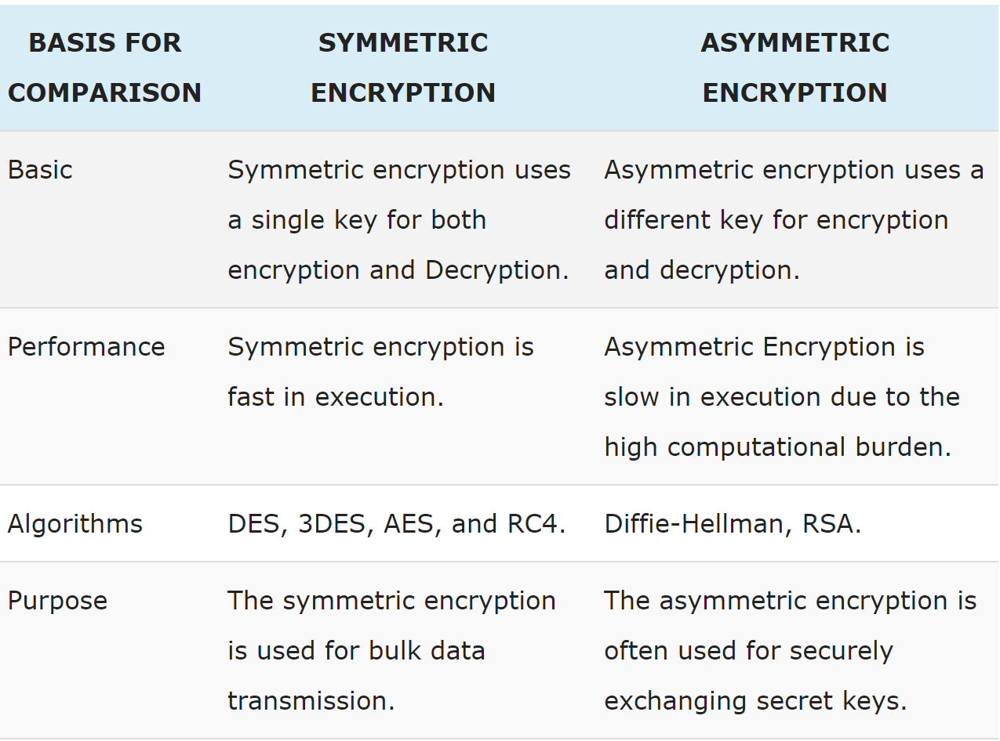 BASIS FOR
COMPARISON
SYMMETRIC
ENCRYPTION
ASYMMETRIC
ENCRYPTION
Basic
Symmetric encryption uses
a single key for both
encryption and Decryption.
Asymmetric encryption uses a
different key for encryption
and decryption.
Performance
Symmetric encryption is
fast in execution.
Asymmetric Encryption is
slow in execution due to the
high computational burden.
Algorithms
DES, 3DES, AES, and RC4.
Diffie-Hellman, RSA.
Purpose
The symmetric encryption
is used for bulk data
transmission.
The asymmetric encryption is
often used for securely
exchanging secret keys.